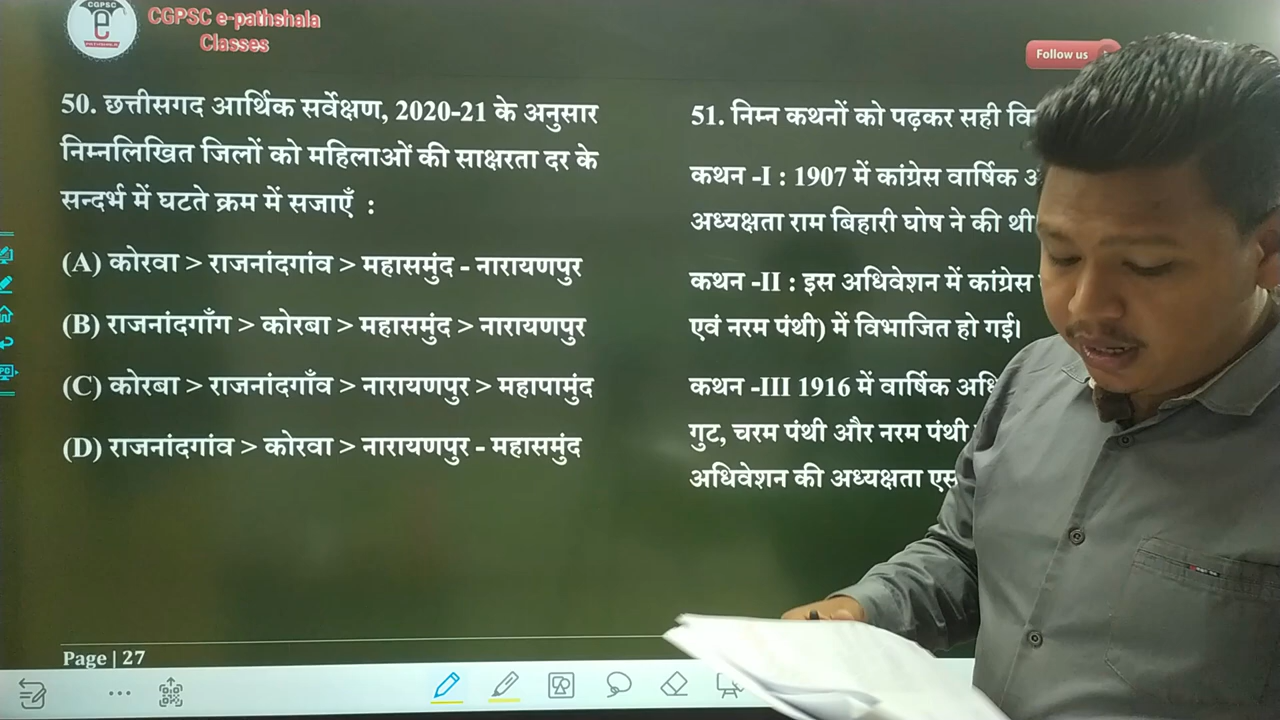 CGPSC
e
CGPSC e-pathshala
Classes
Follow us
50. छत्तीसगद आर्थिक सर्वेक्षण, 2020-21 के अनुसार
निम्नलिखित जिलों को महिलाओं की साक्षरता दर के
सन्दर्भ में घटते क्रम में सजाएँ :
(A) कोरवा > राजनांदगांव > महासमुंद - नारायणपुर
(B) राजनांदगाँग > कोरबा > महासमुंद > नारायणपुर
(C) कोरबा > राजनांदगाँव > नारायणपुर > महापामुंद
(D) राजनांदगांव > कोरवा > नारायणपुर - महासमुंद
51. निम्न कथनों को पढ़कर सही
कथन -I : 1907 में कांग्रेस वार्षिक
अध्यक्षता राम बिहारी घोष ने की थी
कथन -II : इस अधिवेशन में कांग्रेस
एवं नरम पंथी) में विभाजित हो गई।
कथन -III 1916 में वार्षिक
गुट, चरम पंथी और नरम पंथी
अधिवेशन की अध्यक्षता
Page | 27